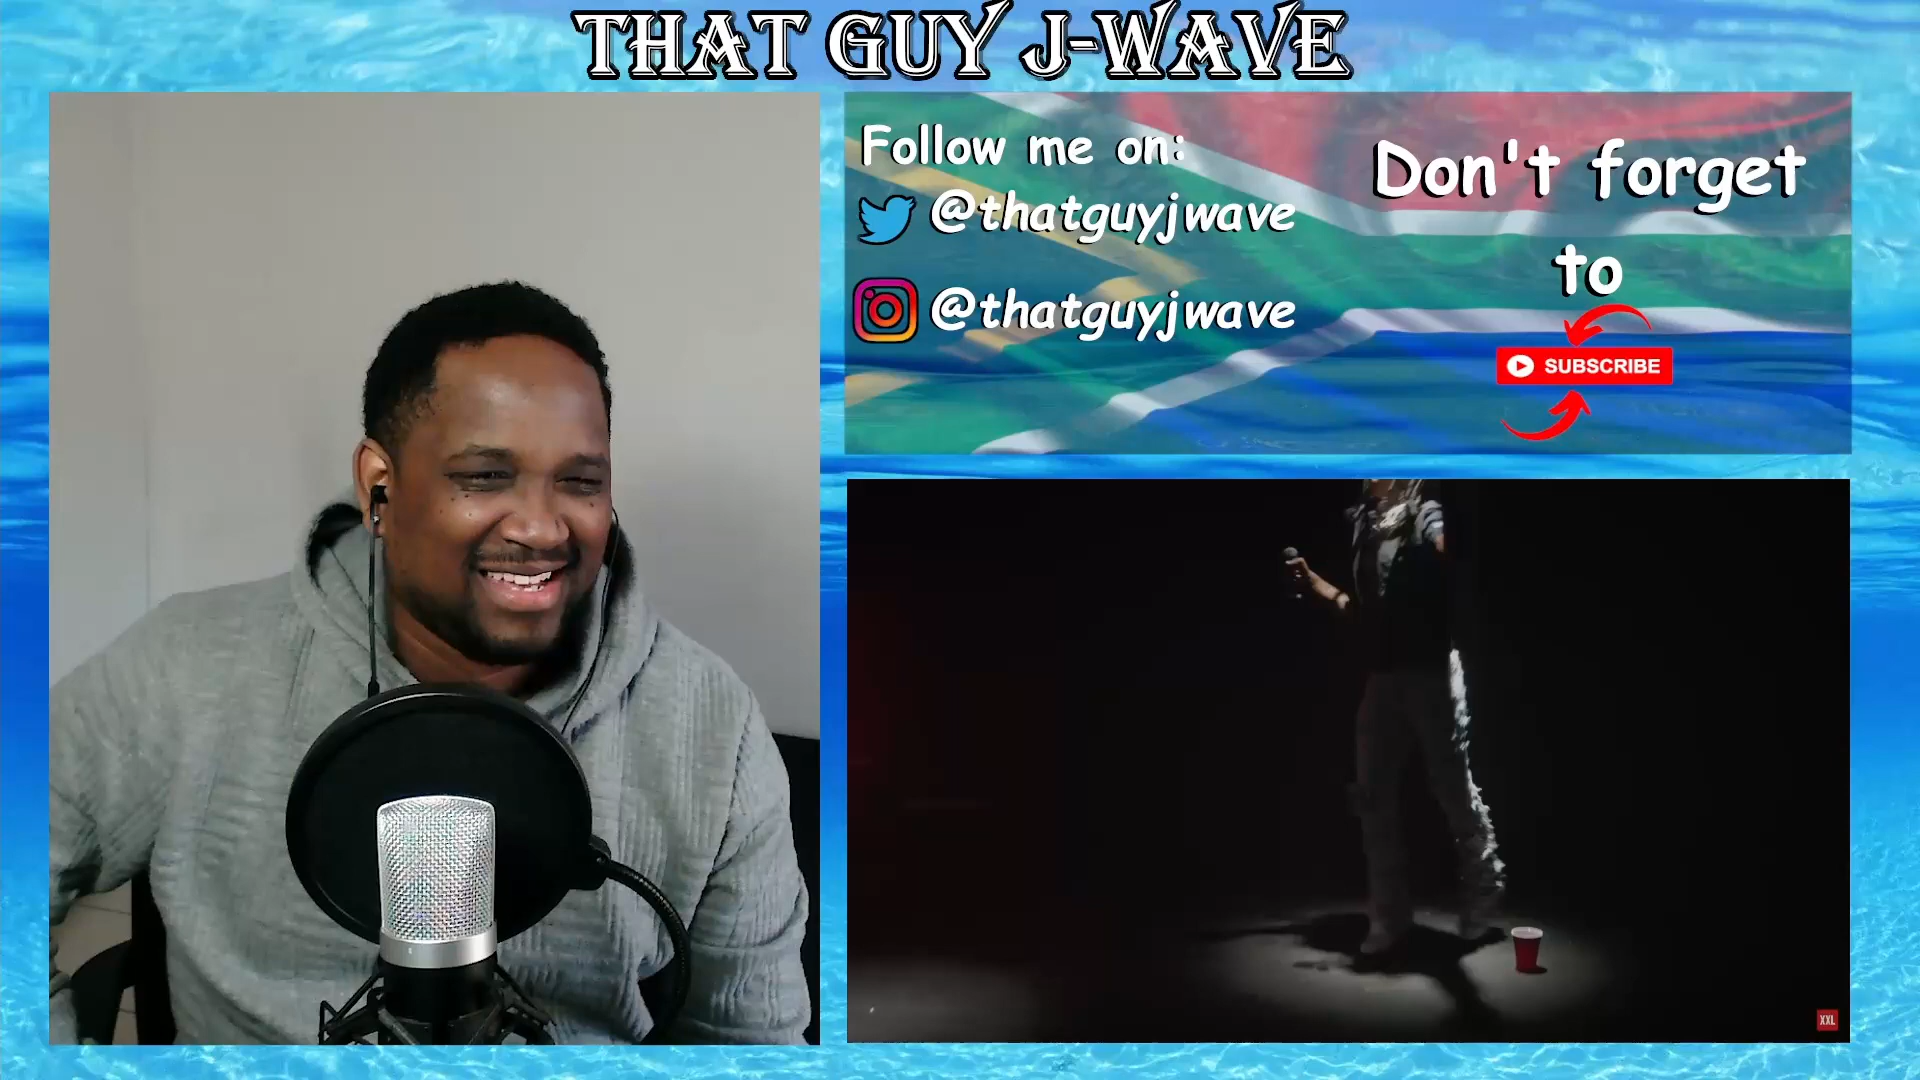 THAT GUY J-WAVE
Follow me on:
@thatguyjwave
@thatguyjwave
Don't forget
to
SUBSCRIBE
XXL